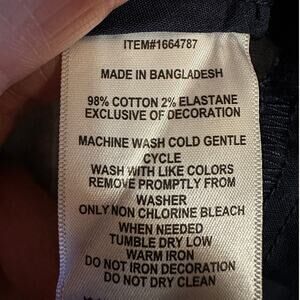 ITEM#1664787
MADE IN BANGLADESH
98% COTTON 2% ELASTANE
EXCLUSIVE OF DECORATION
MACHINE WASH COLD GENTLE
CYCLE
WASH WITH LIKE COLORS
REMOVE PROMPTLY FROM
WASHER
ONLY NON CHLORINE BLEACH
WHEN NEEDED
TUMBLE DRY LOW
WARM IRON
DO NOT IRON DECORATION
DO NOT DRY CLEAN